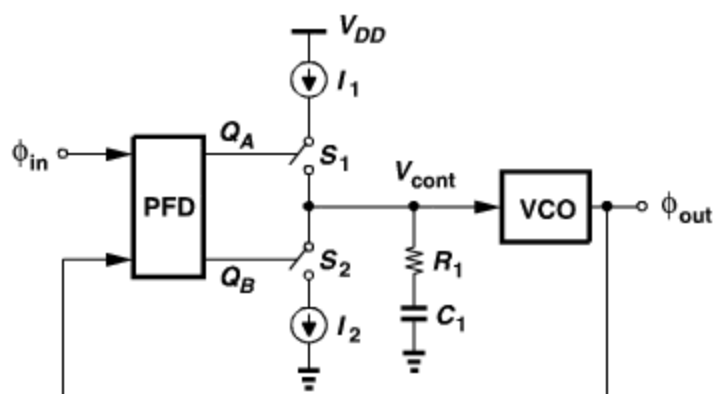 V_DD
I_1
Q_A
ϕ_in
S_1
V_cont
PFD
VCO
ϕ_out
S_2
R_1
Q_B
C_1
I_2